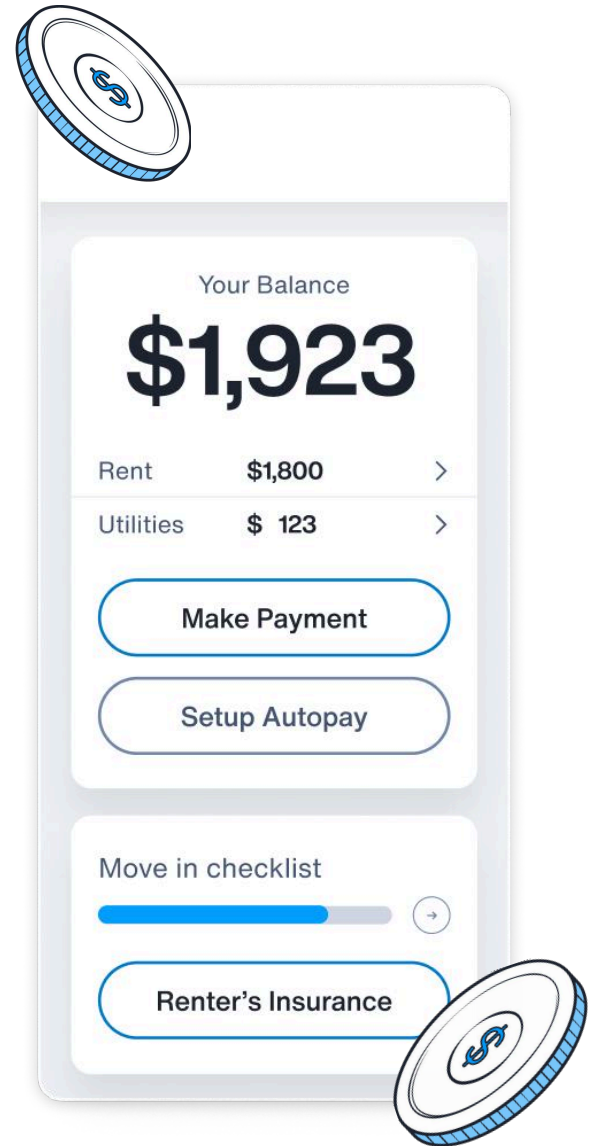 $
Your Balance
$1,923
Rent $1,800 >
Utilities $ 123 >
Make Payment
Setup Autopay
Move in checklist
→
Renter’s Insurance
$